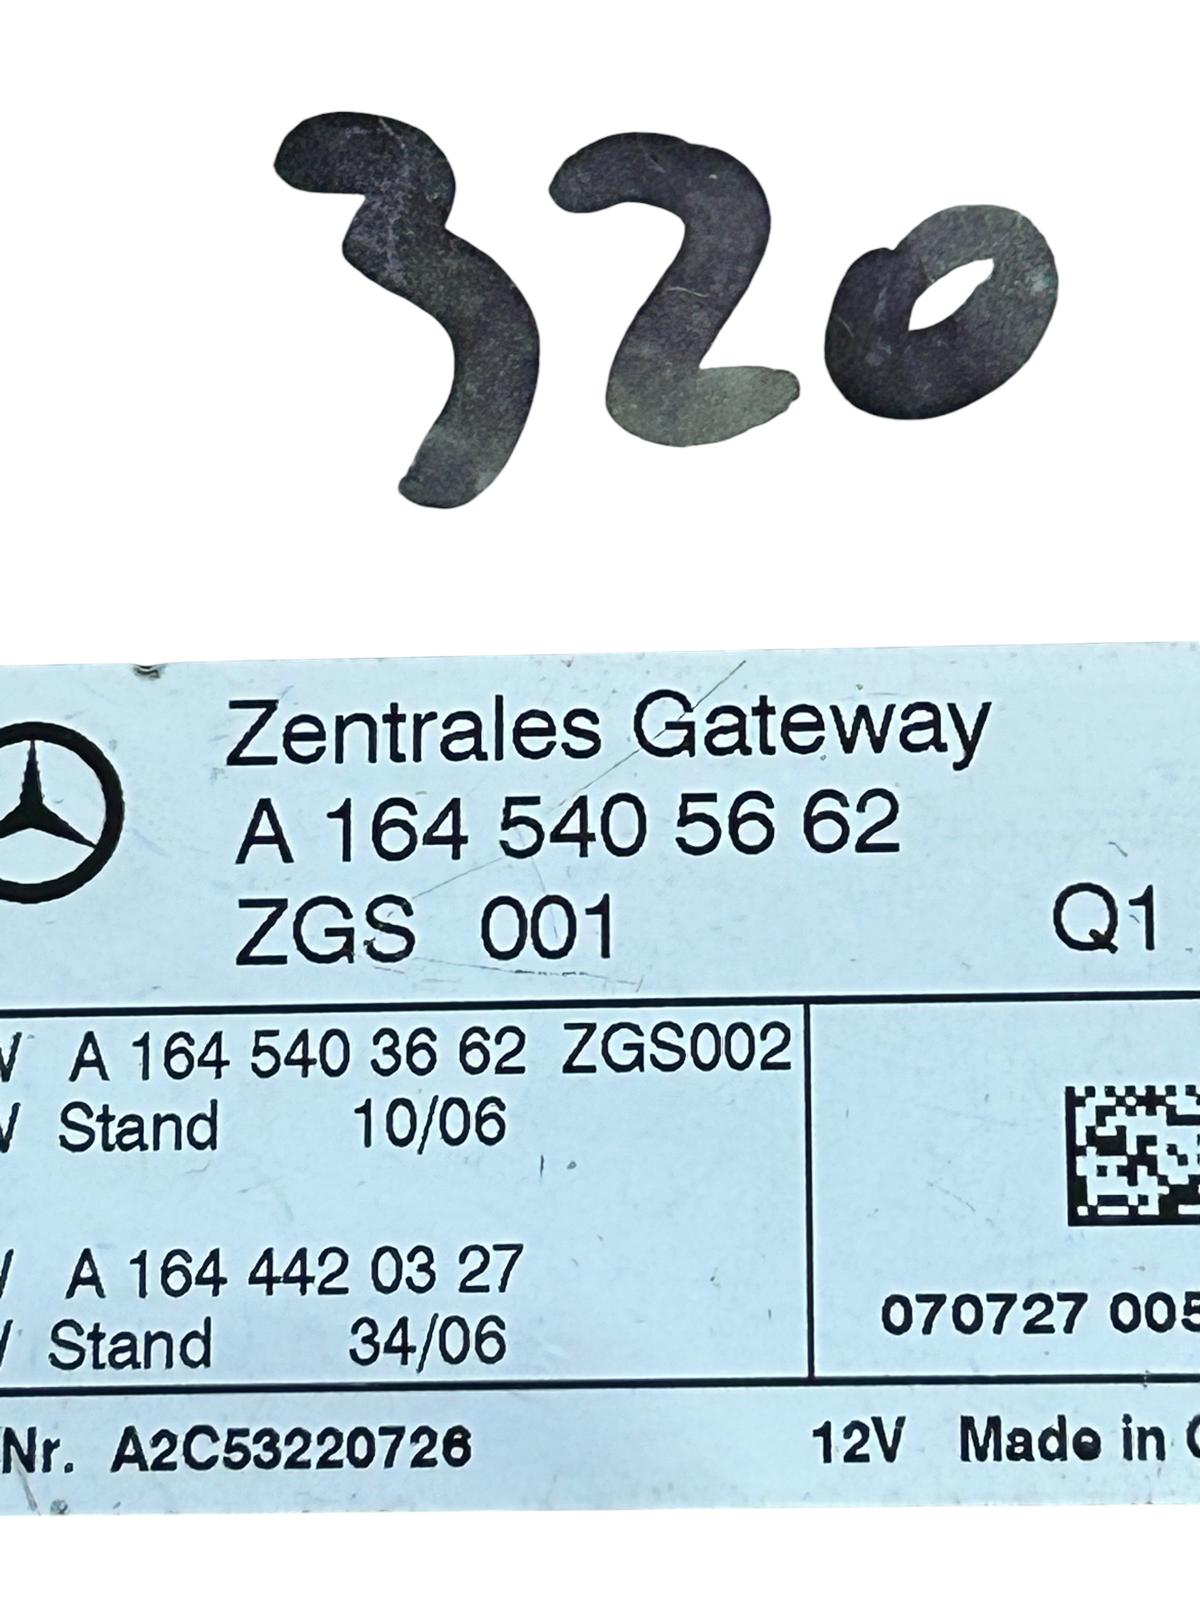 320
Zentrales Gateway
A 164 540 56 62
ZGS 001 Q1
A 164 540 36 62 ZGS002
Stand 10/06
A 164 442 03 27
Stand 34/06
070727 005
Nr. A2C53220726
12V Made in